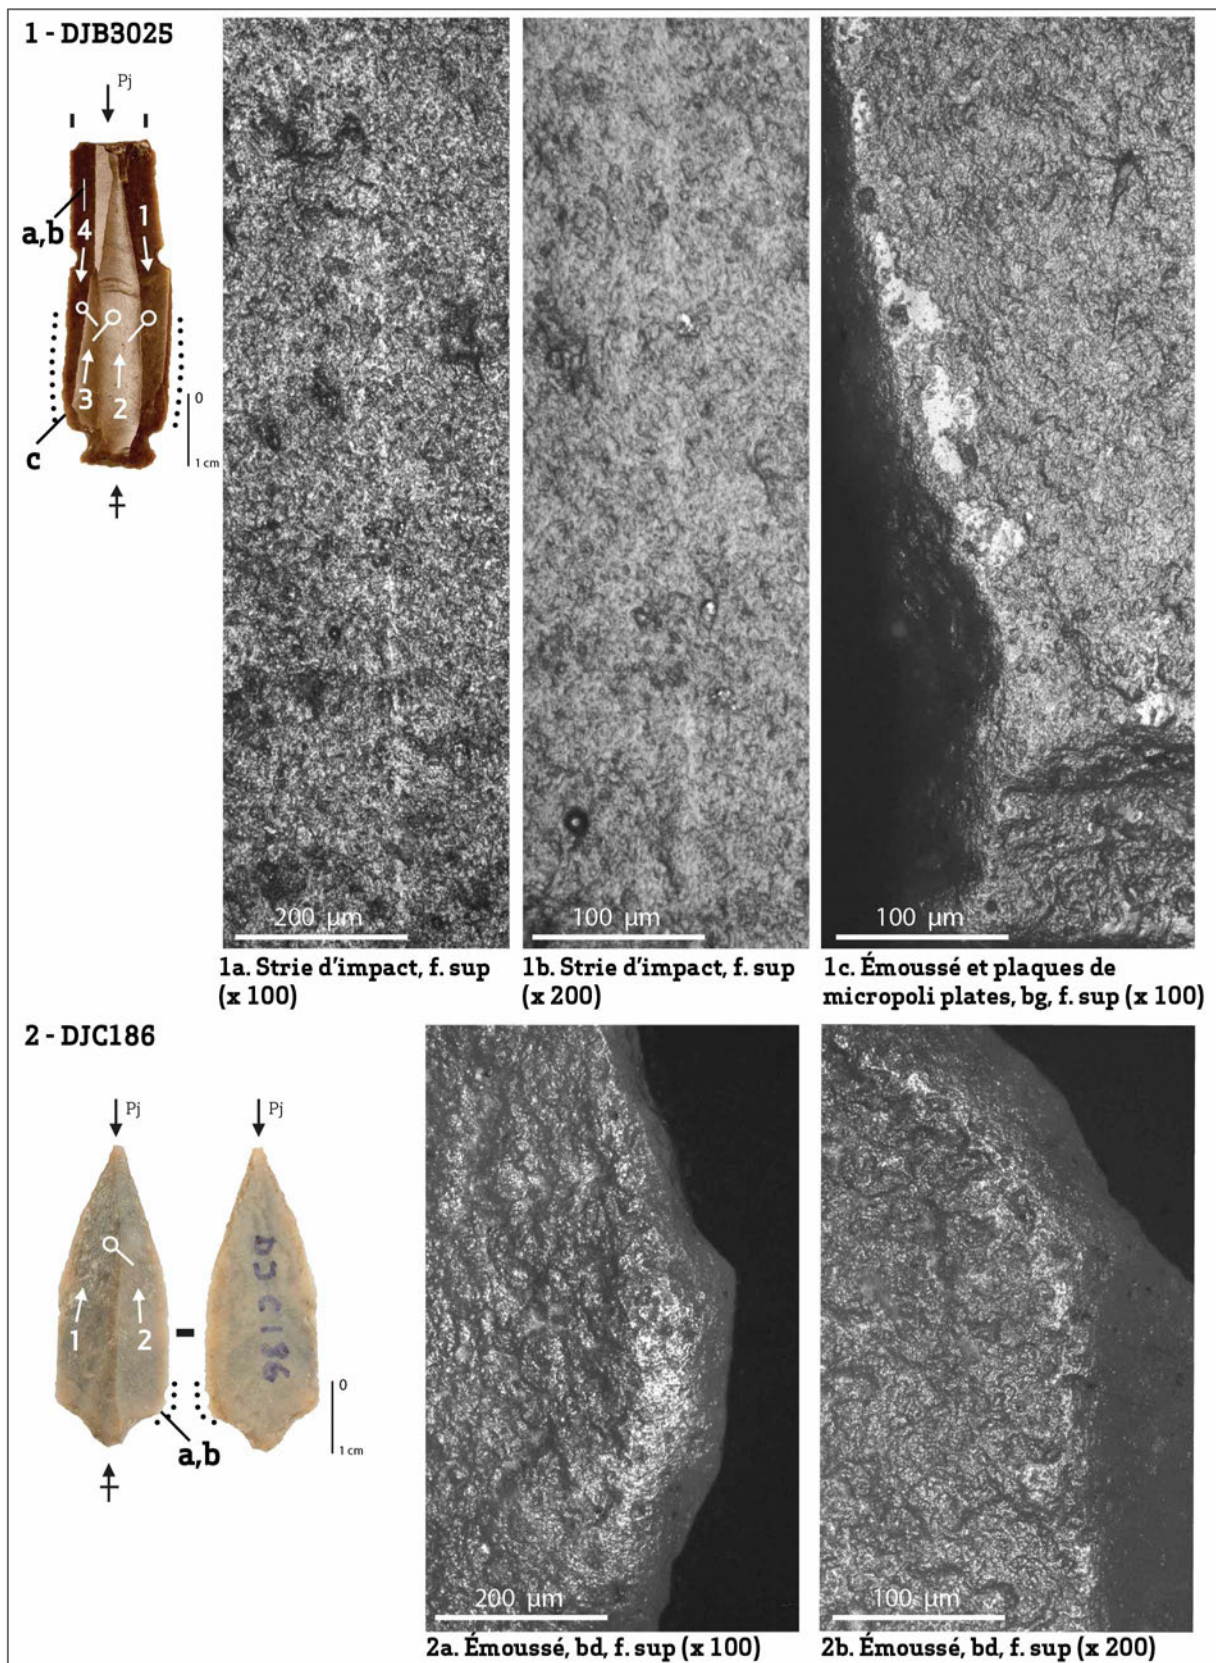 1 - DJB3025
Pj
a,b
4
1
3
2
c
0
1 cm
200 µm
100 µm
100 µm
1a. Strie d'impact, f. sup
(x 100)
1b. Strie d'impact, f. sup
(x 200)
1c. Émoussé et plaques de
micropoli plates, bg, f. sup (x 100)
2 - DJC186
Pj
Pj
DJC186
1
2
0
1 cm
a,b
200 µm
100 µm
2a. Émoussé, bd, f. sup (x 100)
2b. Émoussé, bd, f. sup (x 200)